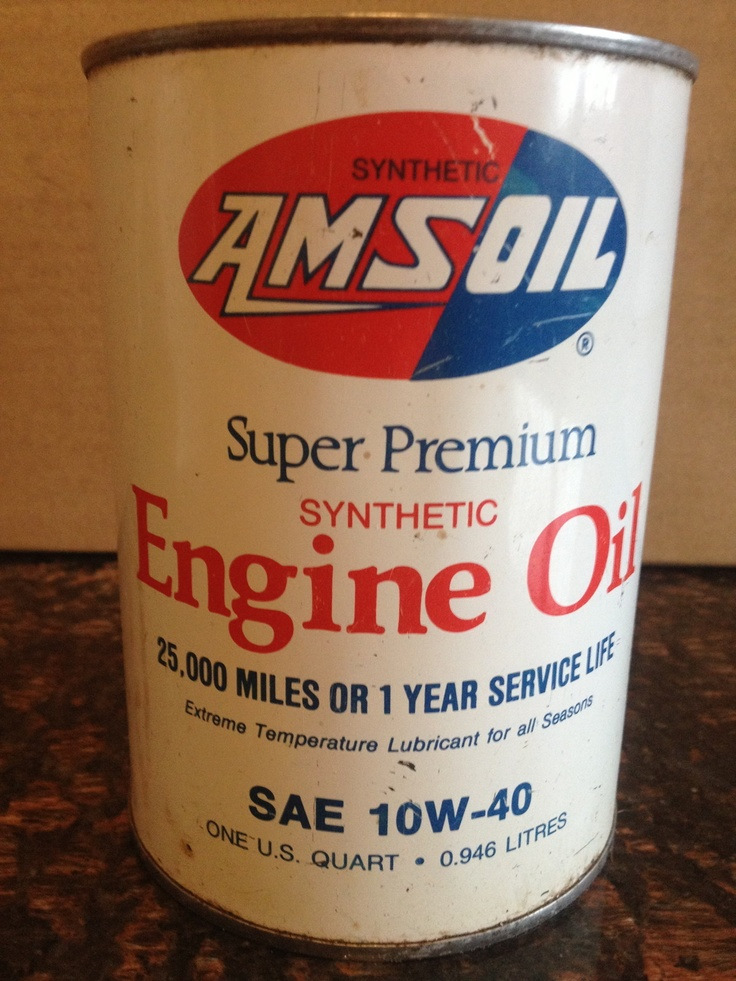 SYNTHETIC
AMSOIL
®
Super Premium
SYNTHETIC
Engine Oil
25,000 MILES OR 1 YEAR SERVICE LIFE
Extreme Temperature Lubricant for all Seasons
SAE 10W-40
ONE U.S. QUART • 0.946 LITRES